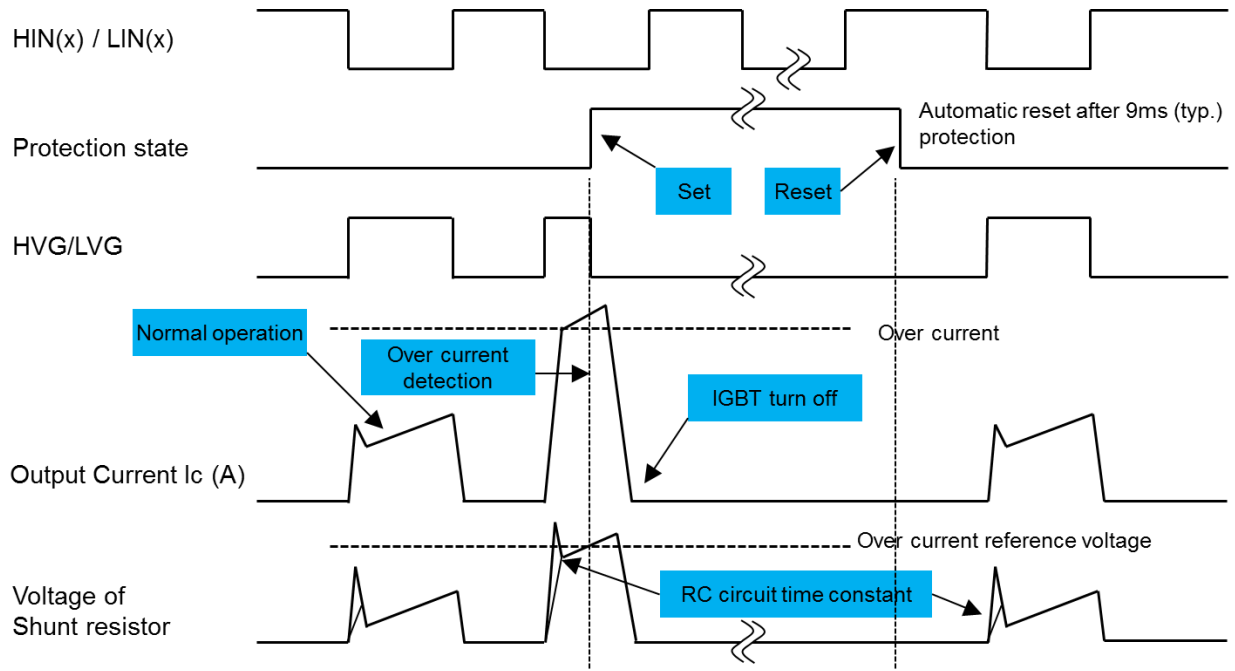 HIN(x) / LIN(x)
Protection state
Automatic reset after 9ms (typ.)
protection
Set
Reset
HVG/LVG
Normal operation
Over current
Over current
detection
IGBT turn off
Output Current Ic (A)
Over current reference voltage
RC circuit time constant
Voltage of
Shunt resistor